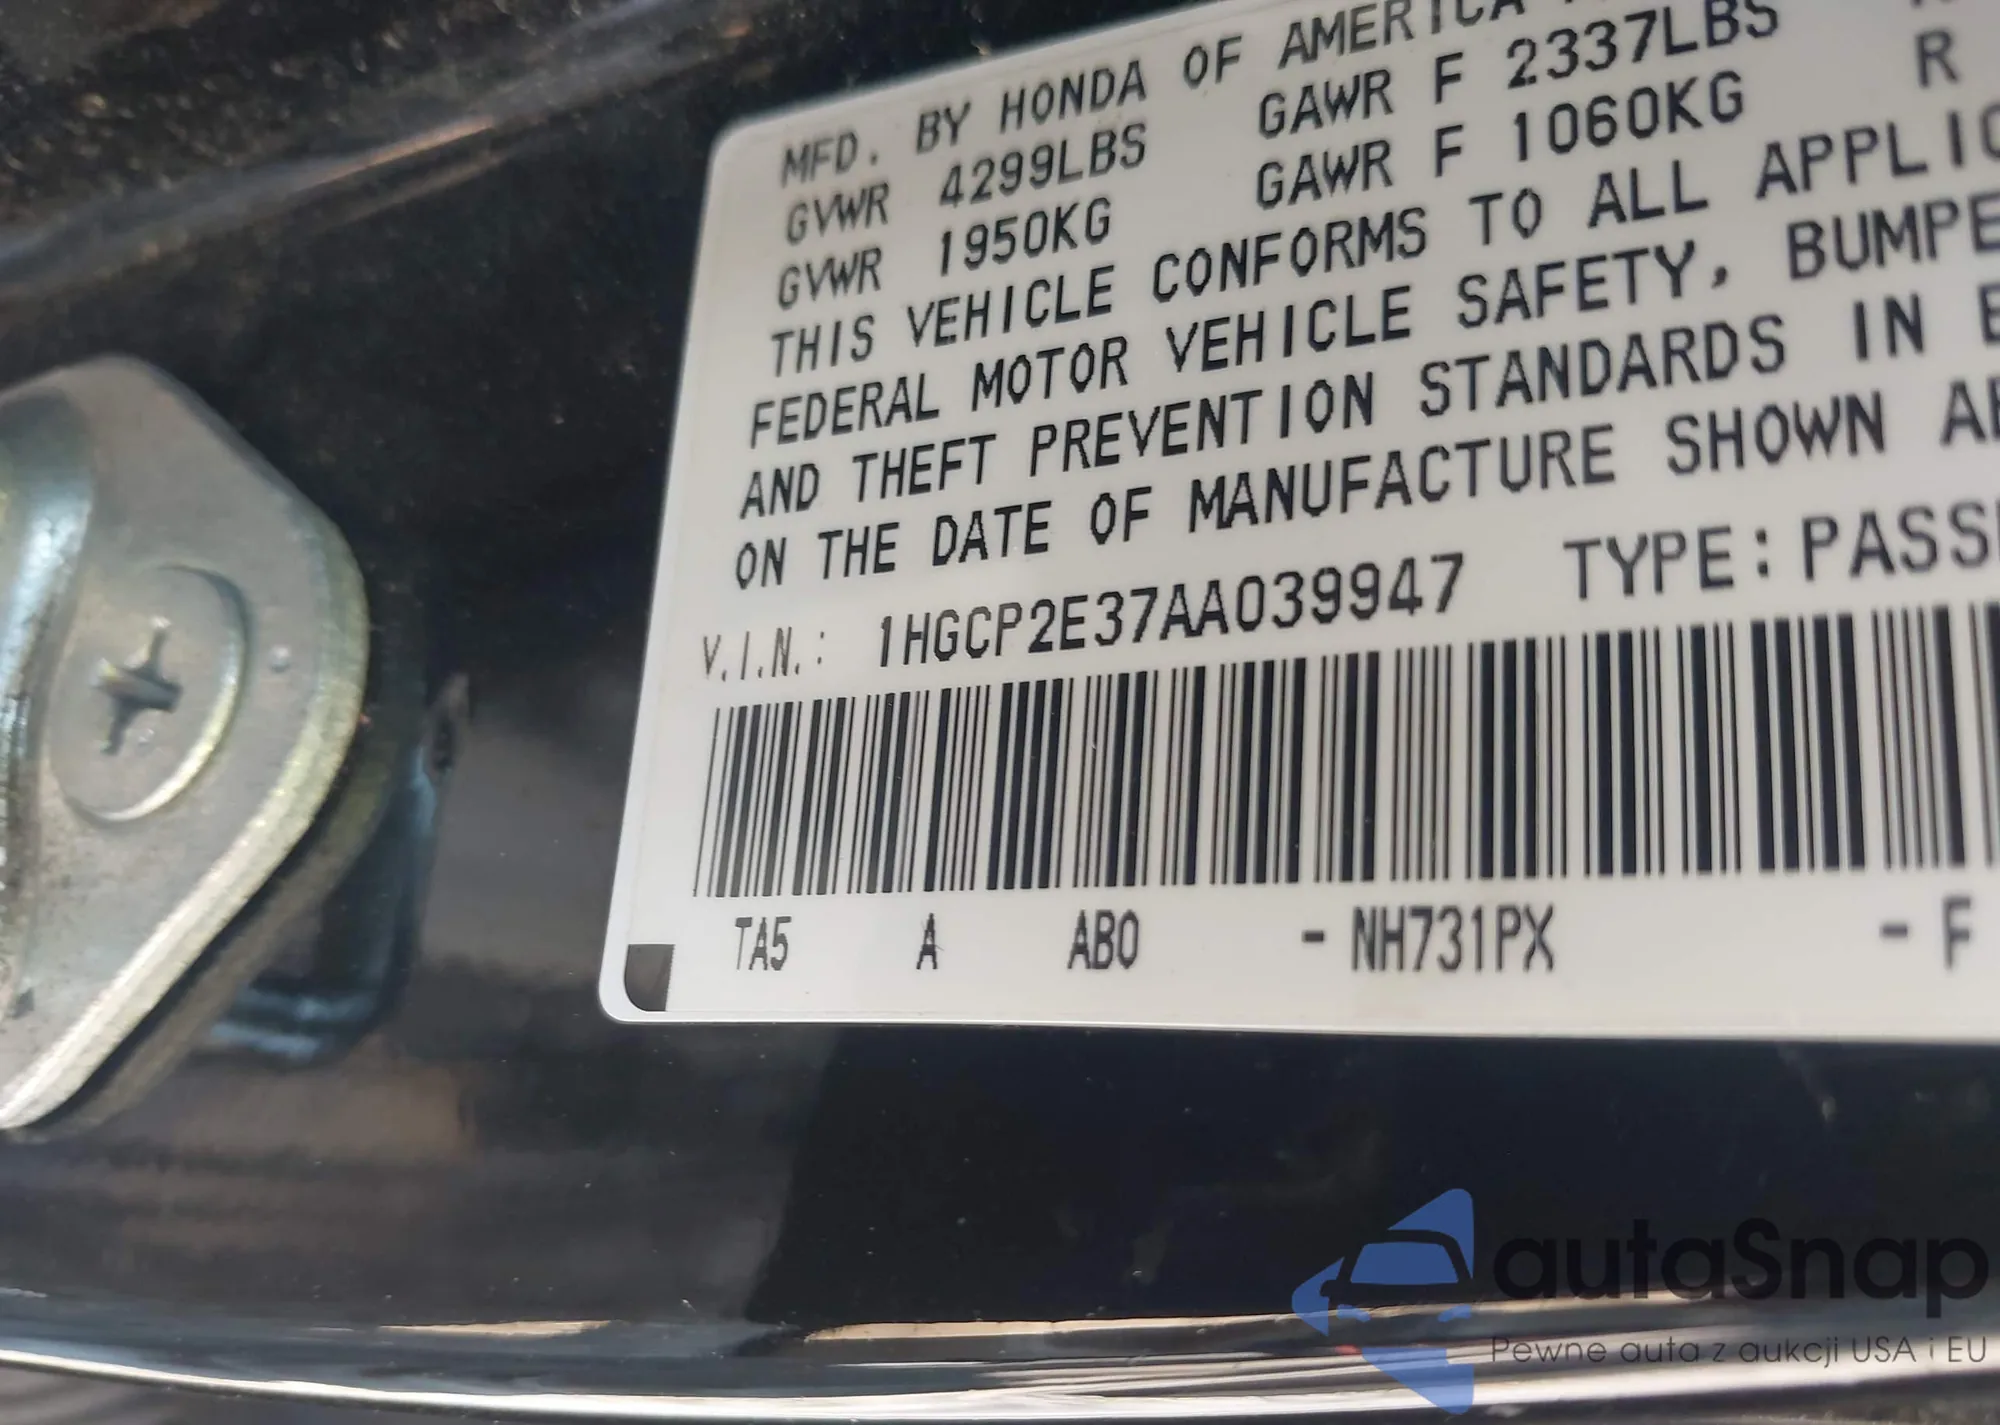 MFD. BY HONDA OF AMERICA
GVWR 4299LBS GAWR F 2337LBS
GVWR 1950KG GAWR F 1060KG R
THIS VEHICLE CONFORMS TO ALL APPLIC
FEDERAL MOTOR VEHICLE SAFETY, BUMPE
AND THEFT PREVENTION STANDARDS IN E
ON THE DATE OF MANUFACTURE SHOWN AB
V.I.N.: 1HGCP2E37AA039947 TYPE:PASSE
TA5 A AB0 -NH731PX -F
autaSnap
Pewne auta z aukcji USA i EU